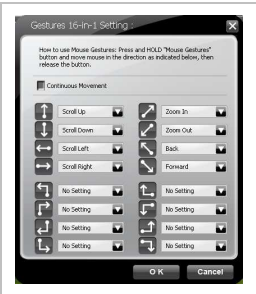 Gestures 16-in-1 Setting :
How to use Mouse Gestures: Press and HOLD "Mouse Gestures"
button and move mouse in the direction as indicated below, then
release the button.
Continuous Movement
Scroll Up Zoom In
Scroll Down Zoom Out
Scroll Left Back
Scroll Right Forward
No Setting No Setting
No Setting No Setting
No Setting No Setting
No Setting No Setting
OK Cancel